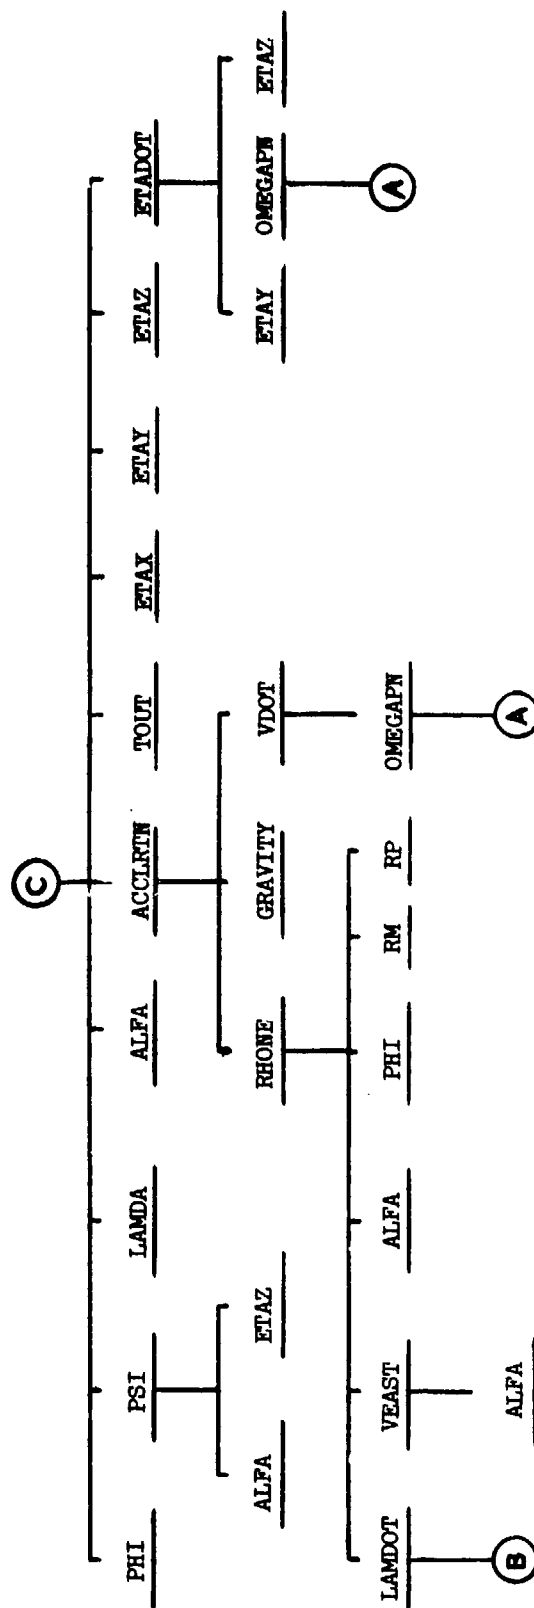 C
PHI
PSI
LAMDA
ALFA
ACCLRTN
TOUT
ETAX
ETAY
ETAZ
ETADOT
ALFA
ETAZ
RHONE
GRAVITY
VDOT
ETAY
OMEGAPN
ETAZ
LAMDOT
VEAST
ALFA
PHI
RM
RP
OMEGAPN
A
B
ALFA
A